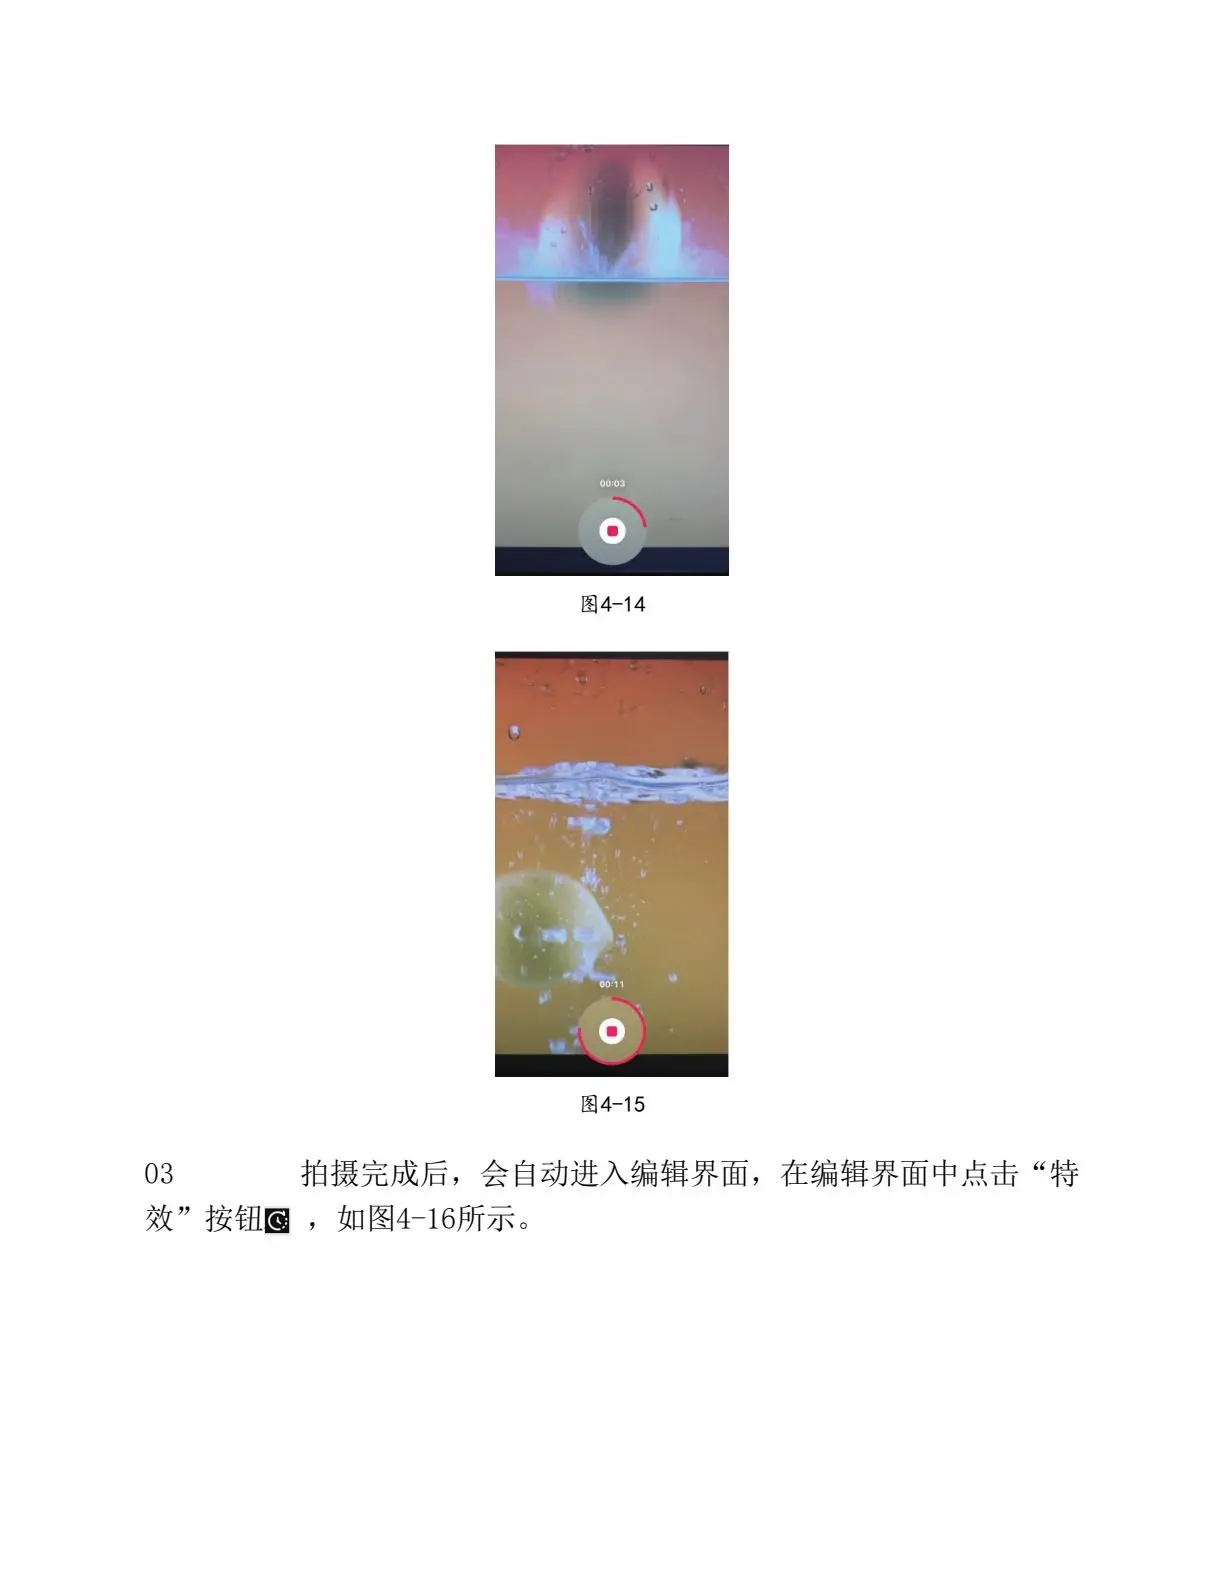 00:03
图4-14
00:11
图4-15
03 拍摄完成后，会自动进入编辑界面，在编辑界面中点击“特
效”按钮 ，如图4-16所示。